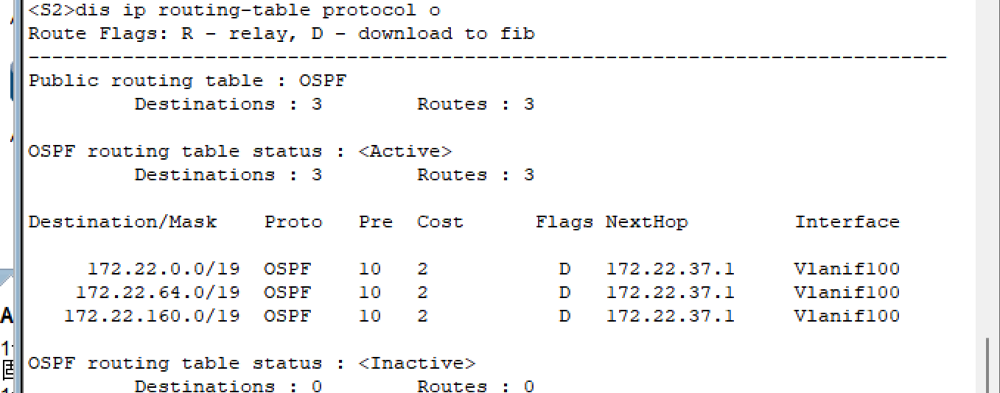 <S2>dis ip routing-table protocol o
Route Flags: R - relay, D - download to fib
------------------------------------------------------------------------------
Public routing table : OSPF
         Destinations : 3        Routes : 3
OSPF routing table status : <Active>
         Destinations : 3        Routes : 3
Destination/Mask    Proto   Pre  Cost      Flags NextHop         Interface
     172.22.0.0/19  OSPF    10   2           D   172.22.37.1     Vlanif100
    172.22.64.0/19  OSPF    10   2           D   172.22.37.1     Vlanif100
   172.22.160.0/19  OSPF    10   2           D   172.22.37.1     Vlanif100
OSPF routing table status : <Inactive>
         Destinations : 0        Routes : 0